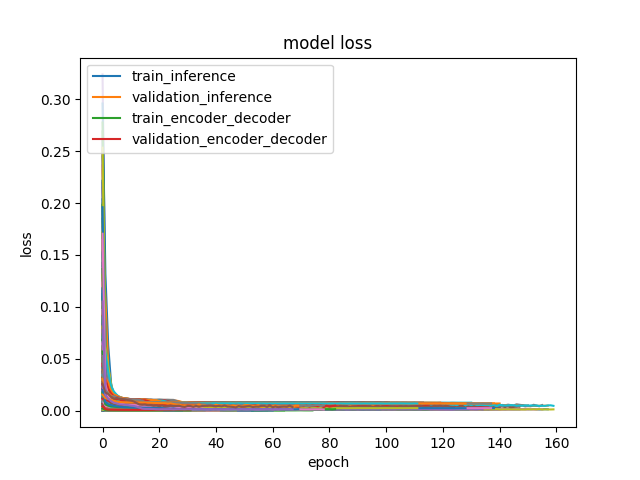 model loss
train_inference
validation_inference
train_encoder_decoder
validation_encoder_decoder
loss
0.30
0.25
0.20
0.15
0.10
0.05
0.00
0 20 40 60 80 100 120 140 160
epoch